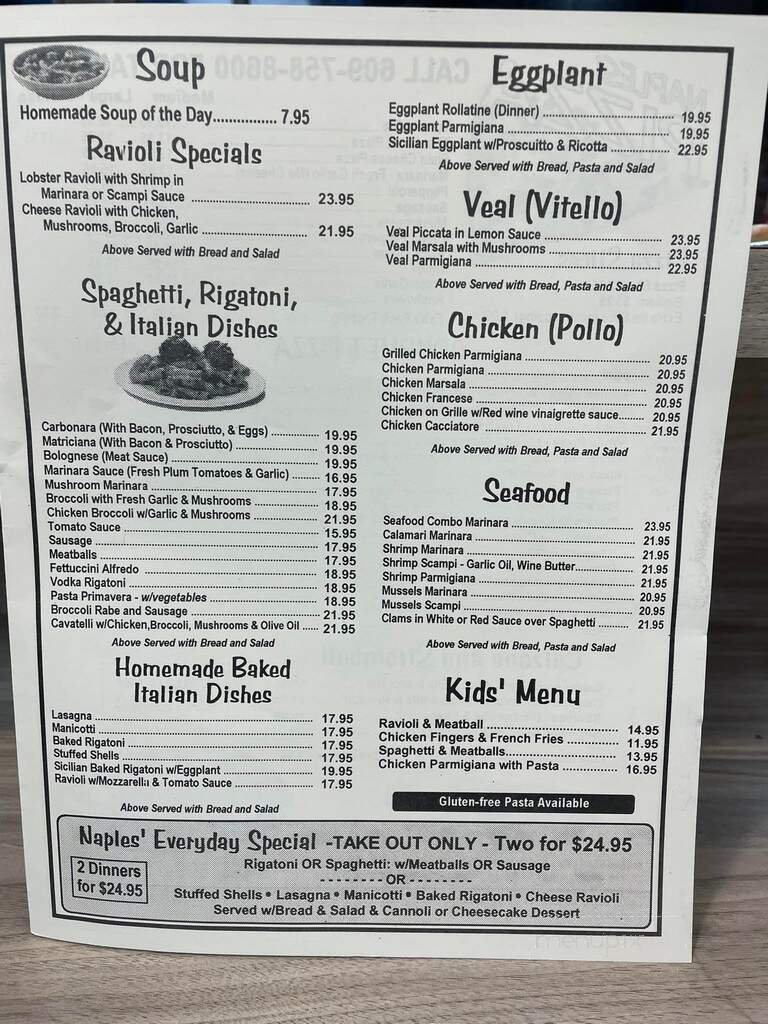 Soup
Homemade Soup of the Day................ 7.95
Ravioli Specials
Lobster Ravioli with Shrimp in
Marinara or Scampi Sauce ........................ 23.95
Cheese Ravioli with Chicken,
Mushrooms, Broccoli, Garlic ...................... 21.95
Above Served with Bread and Salad
Spaghetti, Rigatoni,
& Italian Dishes
Carbonara (With Bacon, Prosciutto, & Eggs) ............... 19.95
Matriciana (With Bacon & Prosciutto) ............... 19.95
Bolognese (Meat Sauce) ............... 19.95
Marinara Sauce (Fresh Plum Tomatoes & Garlic) ......... 16.95
Mushroom Marinara ............... 17.95
Broccoli with Fresh Garlic & Mushrooms ............... 18.95
Chicken Broccoli w/Garlic & Mushrooms ............... 21.95
Tomato Sauce ............... 15.95
Sausage ............... 17.95
Meatballs ............... 17.95
Fettuccini Alfredo ............... 18.95
Vodka Rigatoni ............... 18.95
Pasta Primavera - w/vegetables ............... 18.95
Broccoli Rabe and Sausage ............... 21.95
Cavatelli w/Chicken,Broccoli, Mushrooms & Olive Oil ..... 21.95
Above Served with Bread and Salad
Homemade Baked
Italian Dishes
Lasagna ............... 17.95
Manicotti ............... 17.95
Baked Rigatoni ............... 17.95
Stuffed Shells ............... 17.95
Sicilian Baked Rigatoni w/Eggplant ............... 19.95
Ravioli w/Mozzarella & Tomato Sauce ............... 17.95
Above Served with Bread and Salad
Eggplant
Eggplant Rollatine (Dinner) ............... 19.95
Eggplant Parmigiana ............... 19.95
Sicilian Eggplant w/Proscuitto & Ricotta ............... 22.95
Above Served with Bread, Pasta and Salad
Veal (Vitello)
Veal Piccata in Lemon Sauce ............... 23.95
Veal Marsala with Mushrooms ............... 23.95
Veal Parmigiana ............... 22.95
Above Served with Bread, Pasta and Salad
Chicken (Pollo)
Grilled Chicken Parmigiana ............... 20.95
Chicken Parmigiana ............... 20.95
Chicken Marsala ............... 20.95
Chicken Francese ............... 20.95
Chicken on Grille w/Red wine vinaigrette sauce........ 20.95
Chicken Cacciatore ............... 21.95
Above Served with Bread, Pasta and Salad
Seafood
Seafood Combo Marinara ............... 23.95
Calamari Marinara ............... 21.95
Shrimp Marinara ............... 21.95
Shrimp Scampi - Garlic Oil, Wine Butter............... 21.95
Shrimp Parmigiana ............... 21.95
Mussels Marinara ............... 20.95
Mussels Scampi ............... 20.95
Clams in White or Red Sauce over Spaghetti .......... 21.95
Above Served with Bread, Pasta and Salad
Kids' Menu
Ravioli & Meatball ............... 14.95
Chicken Fingers & French Fries ............... 11.95
Spaghetti & Meatballs............... 13.95
Chicken Parmigiana with Pasta ............... 16.95
Gluten-free Pasta Available
Naples' Everyday Special -TAKE OUT ONLY - Two for $24.95
2 Dinners
for $24.95
Rigatoni OR Spaghetti: w/Meatballs OR Sausage
- - - - - - - - OR - - - - - - - -
Stuffed Shells • Lasagna • Manicotti • Baked Rigatoni • Cheese Ravioli
Served w/Bread & Salad & Cannoli or Cheesecake Dessert
menupix